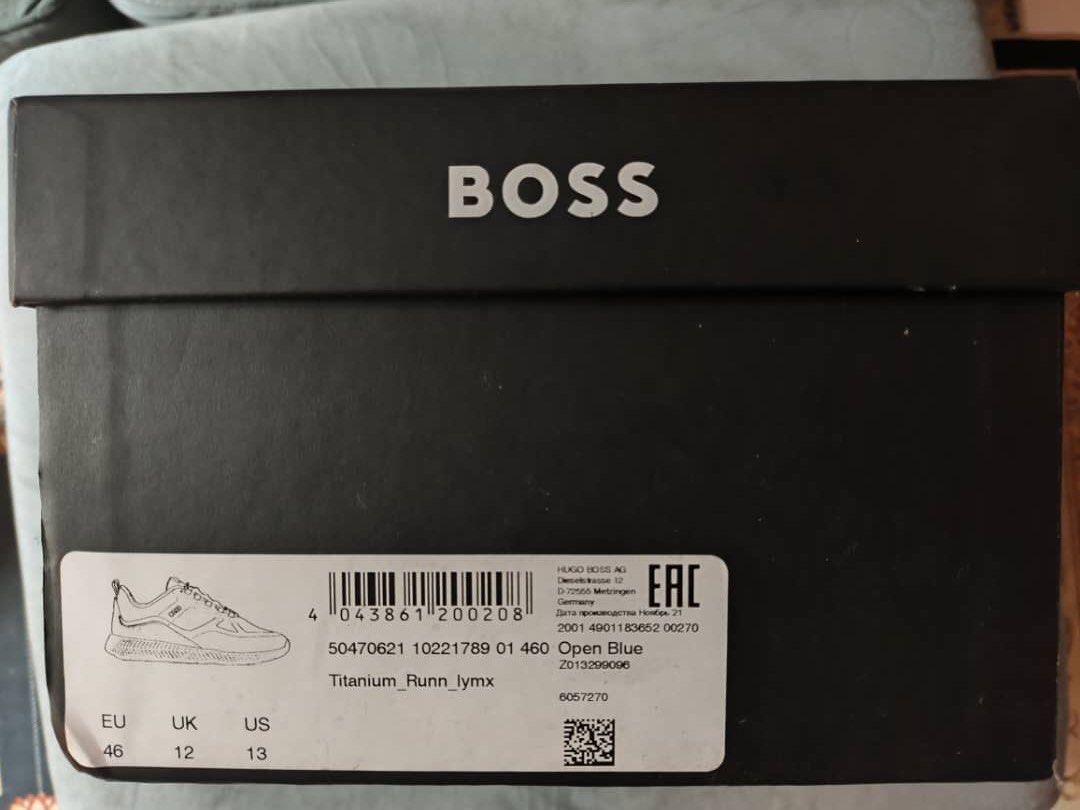 BOSS
4 043861 200208
HUGO BOSS AG
Dieselstrasse 12
D-72555 Metzingen
Germany
Дата производства Ноябрь 21
EAC
2001 4901183652 00270
50470621 10221789 01 460 Open Blue
Z013299096
Titanium_Runn_lymx
6057270
EU UK US
46 12 13